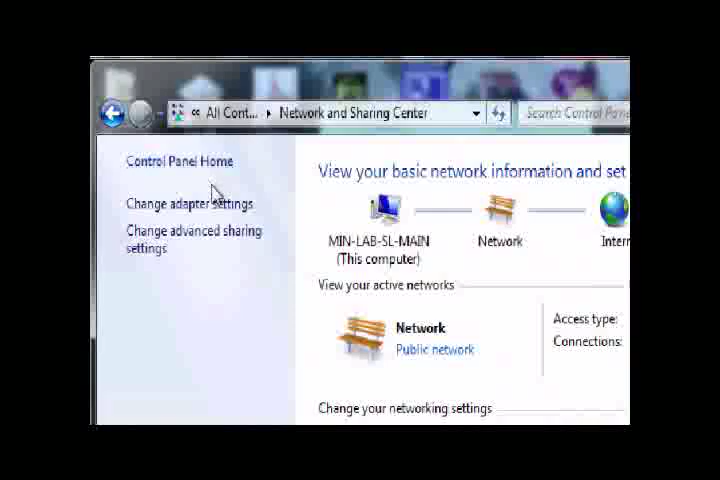 « All Cont... ▸ Network and Sharing Center
Search Control Pane
Control Panel Home
Change adapter settings
Change advanced sharing
settings
View your basic network information and set
MIN-LAB-SL-MAIN
(This computer)
Network
Intern
View your active networks
Network
Public network
Access type:
Connections:
Change your networking settings